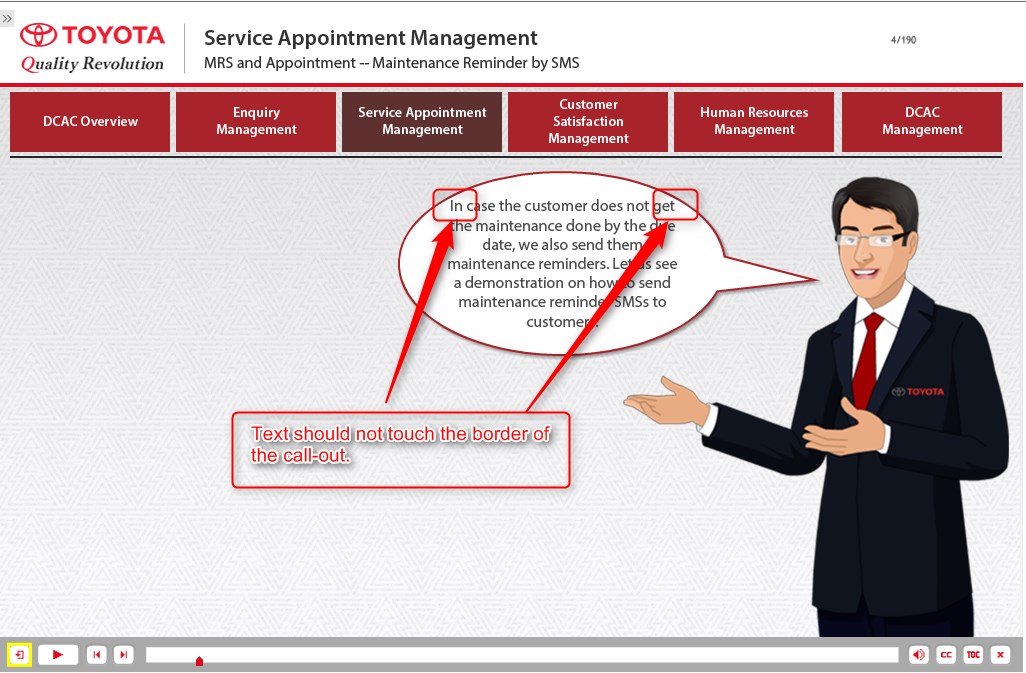 TOYOTA
Quality Revolution
Service Appointment Management
MRS and Appointment -- Maintenance Reminder by SMS
4/190
DCAC Overview
Enquiry
Management
Service Appointment
Management
Customer
Satisfaction
Management
Human Resources
Management
DCAC
Management
In case the customer does not get
the maintenance done by the due
date, we also send them
maintenance reminders. Let us see
a demonstration on how to send
maintenance reminder SMSs to
customers.
TOYOTA
Text should not touch the border of
the call-out.
CC
TOC